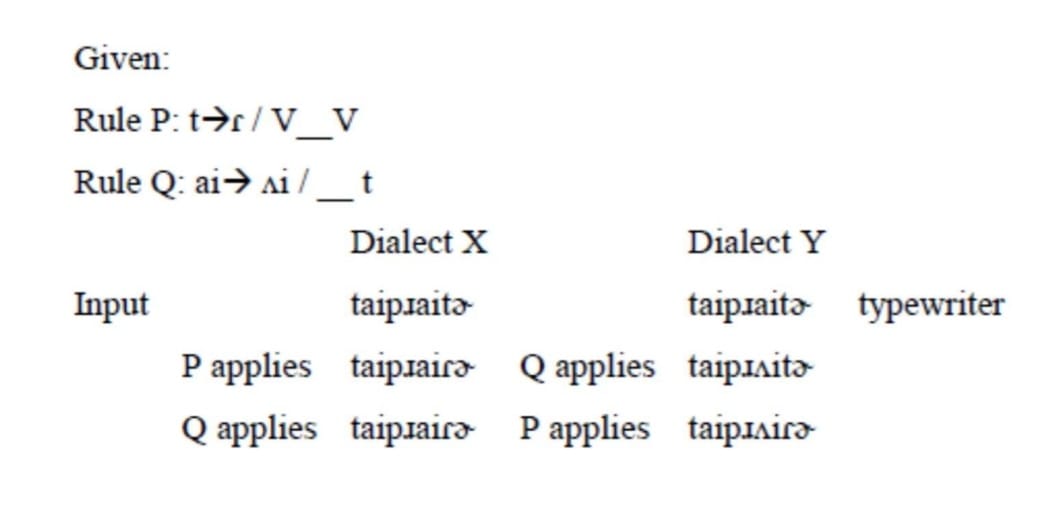 Given:
Rule P: t→ɾ / V__V
Rule Q: ai→ ʌi / __ t
Dialect X Dialect Y
Input taipɹaitɚ taipɹaitɚ typewriter
P applies taipɹaiɾɚ Q applies taipɹʌitɚ
Q applies taipɹaiɾɚ P applies taipɹʌiɾɚ